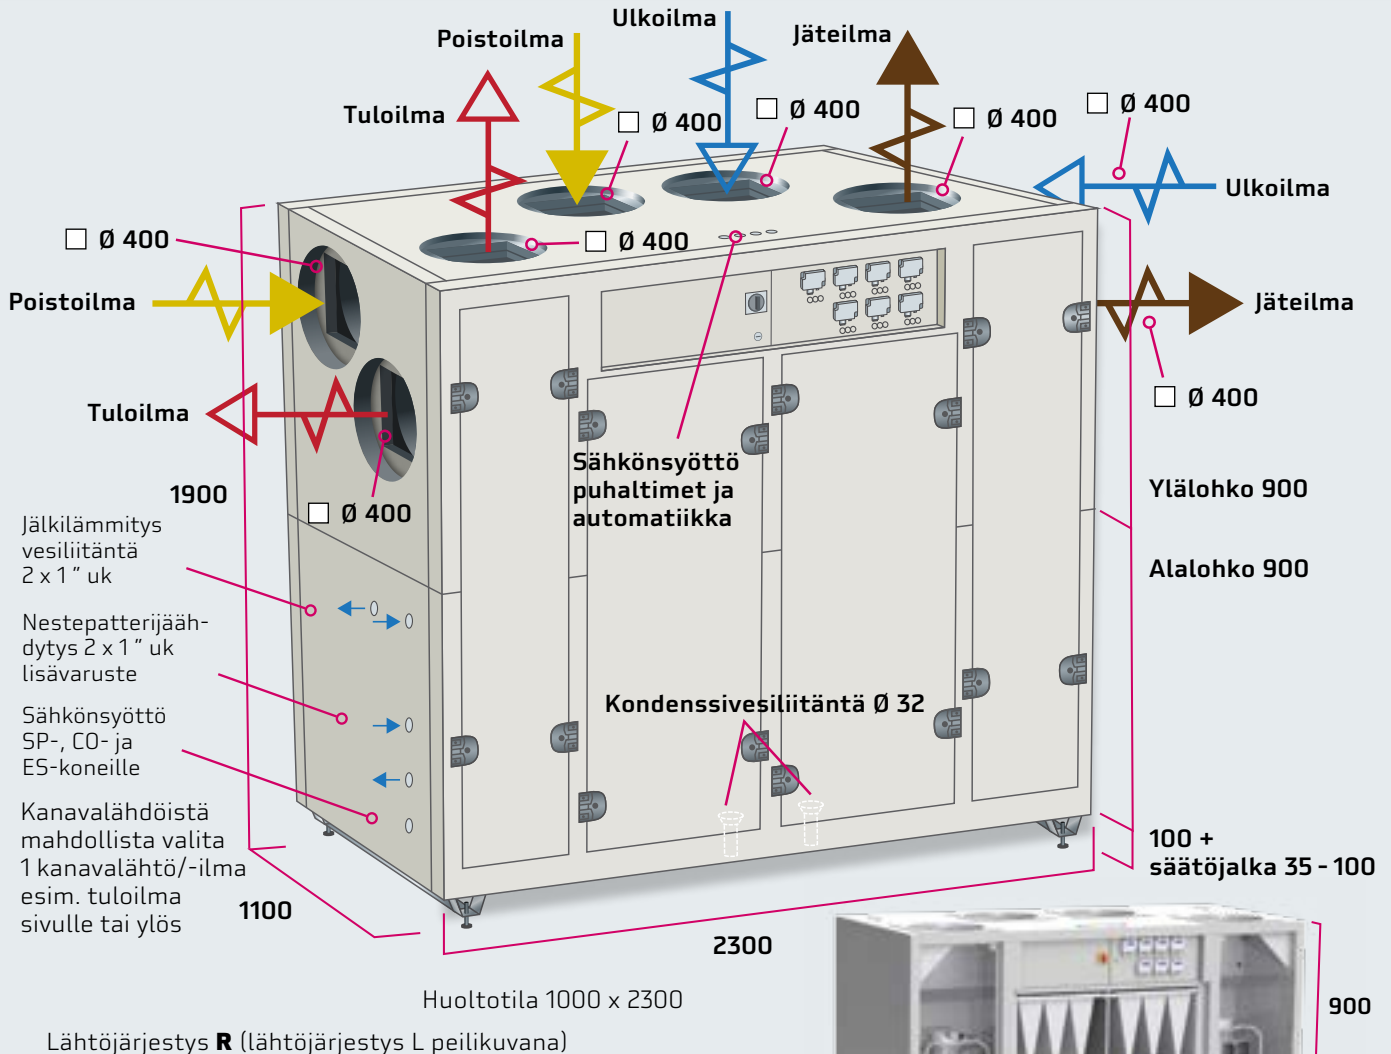 Ulkoilma
Poistoilma
Jäteilma
Tuloilma
Ø 400
Ø 400
Ø 400
Ø 400
Ulkoilma
Ø 400
Ø 400
Ø 400
Poistoilma
Jäteilma
Ø 400
Tuloilma
Sähkönsyöttö
puhaltimet ja
automatiikka
1900
Ylälohko 900
Ø 400
Jälkilämmitys
vesiliitäntä
2 x 1 ” uk
Alalohko 900
Nestepatterijääh-
dytys 2 x 1 ” uk
lisävaruste
Kondenssivesiliitäntä Ø 32
Sähkönsyöttö
SP-, CO- ja
ES-koneille
Kanavalähdöistä
mahdollista valita
1 kanavalähtö/-ilma
esim. tuloilma
sivulle tai ylös
100 +
säätöjalka 35 - 100
1100
2300
Huoltotila 1000 x 2300
900
Lähtöjärjestys R (lähtöjärjestys L peilikuvana)